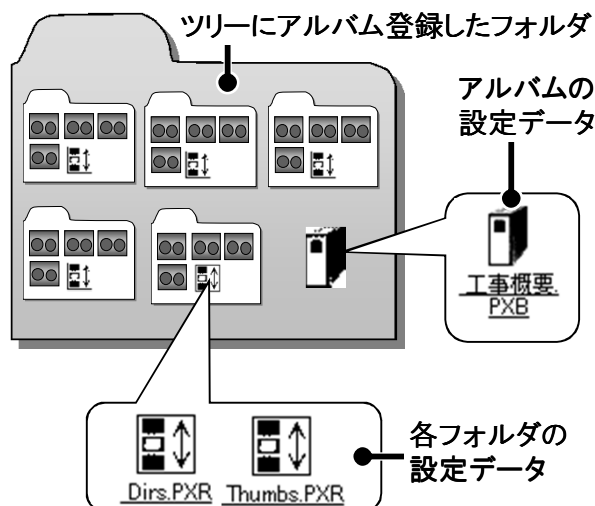 ツリーにアルバム登録したフォルダ
アルバムの
設定データ
工事概要.
PXB
各フォルダの
設定データ
Dirs.PXR
Thumbs.PXR